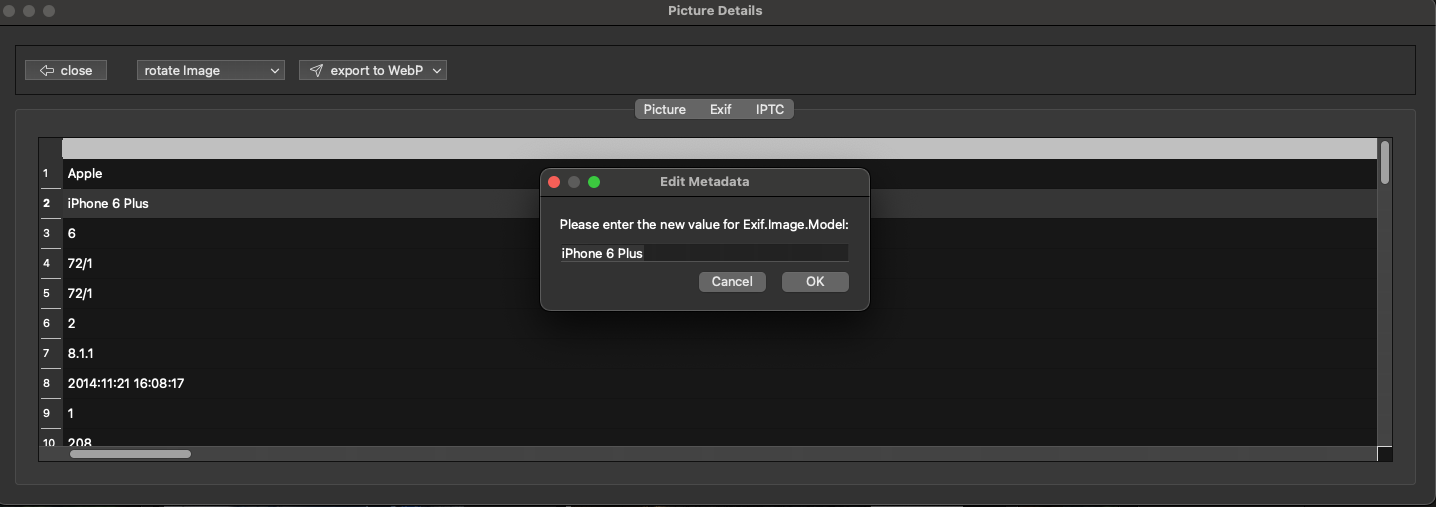 Picture Details
close
rotate Image
export to WebP
Picture Exif IPTC
1 Apple
2 iPhone 6 Plus
3 6
4 72/1
5 72/1
6 2
7 8.1.1
8 2014:11:21 16:08:17
9 1
10 208
Edit Metadata
Please enter the new value for Exif.Image.Model:
iPhone 6 Plus
Cancel OK